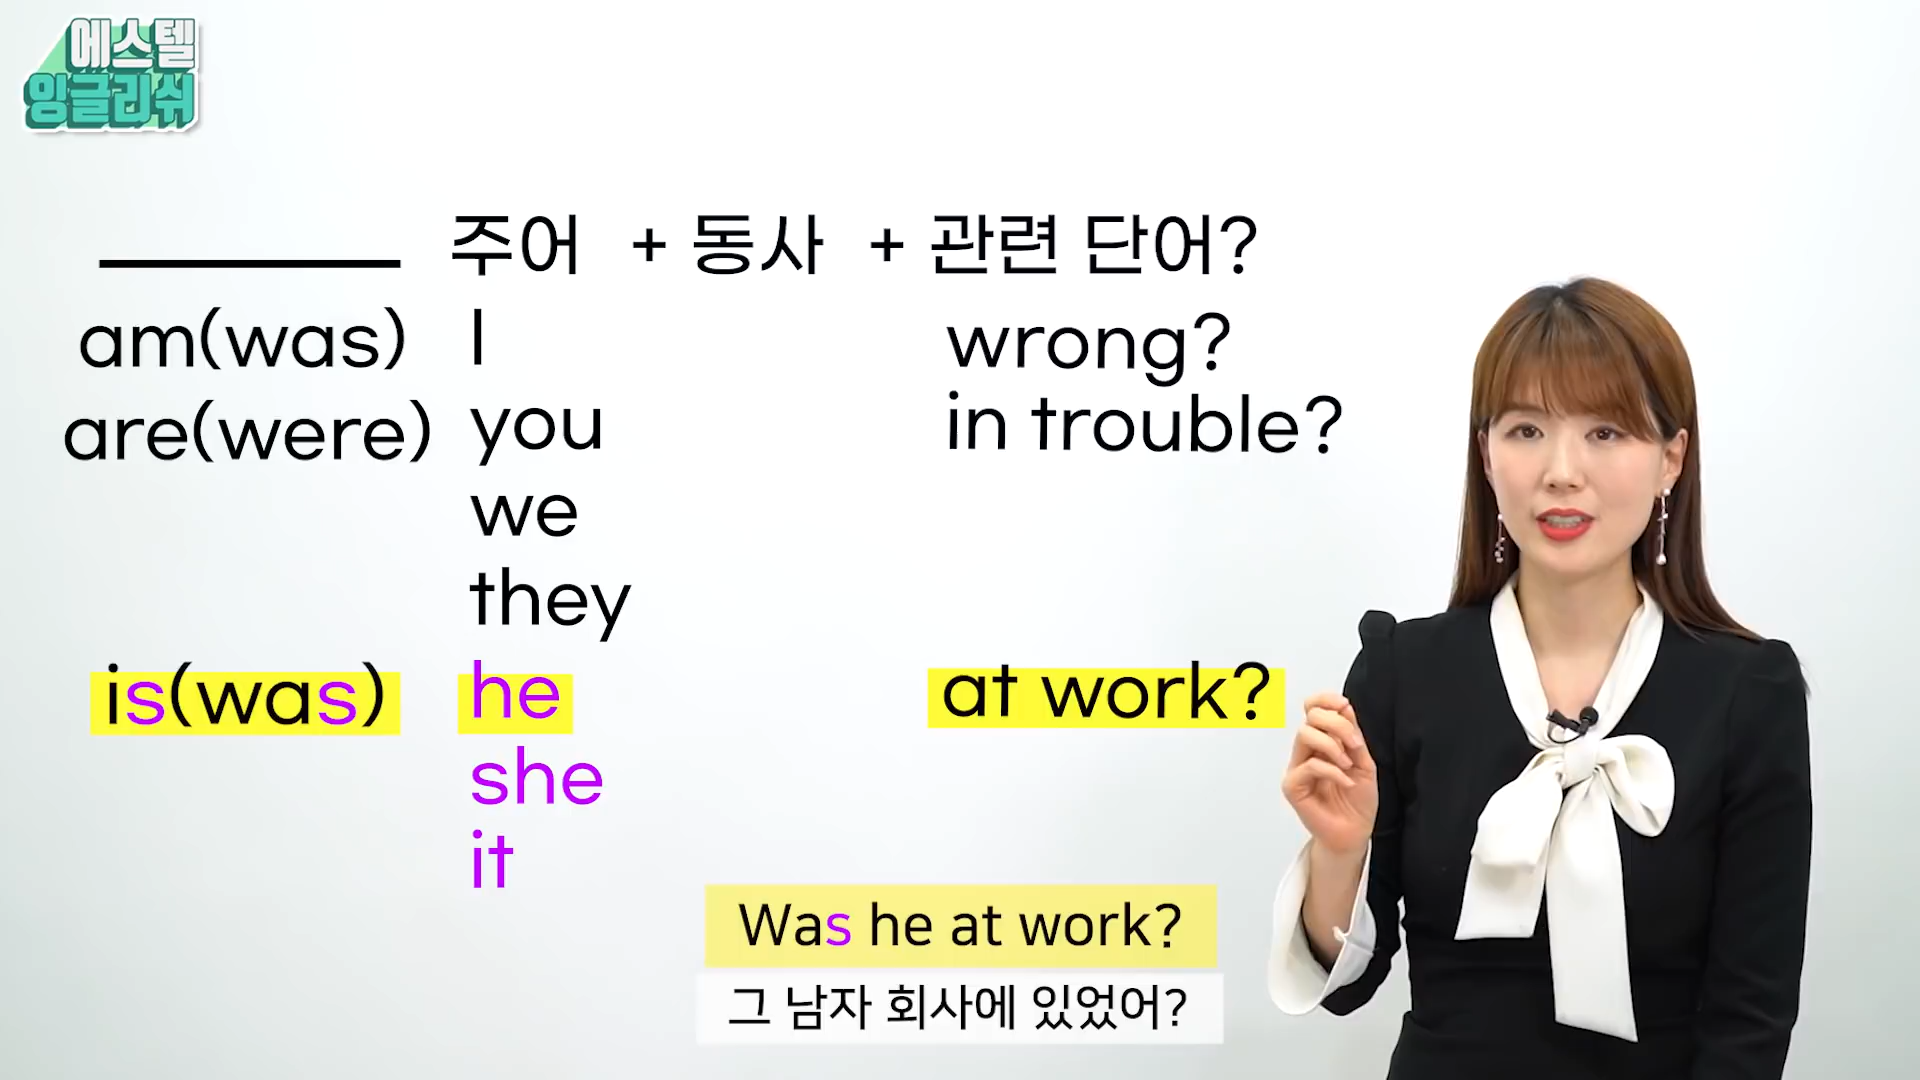 에스텔
잉글리쉬
주어 + 동사 + 관련 단어?
am(was) I wrong?
are(were) you in trouble?
we
they
is(was) he at work?
she
it
Was he at work?
그 남자 회사에 있었어?